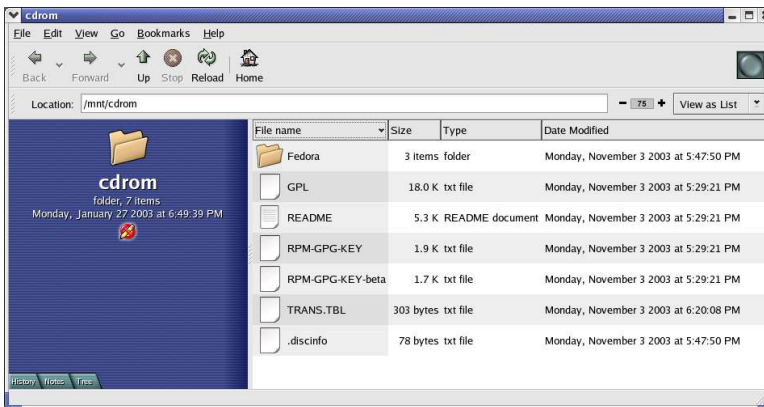 cdrom
File Edit View Go Bookmarks Help
Back Forward Up Stop Reload Home
Location: /mnt/cdrom 75 View as List
File name Size Type Date Modified
Fedora 3 items folder Monday, November 3 2003 at 5:47:50 PM
GPL 18.0 K txt file Monday, November 3 2003 at 5:29:21 PM
README 5.3 K README document Monday, November 3 2003 at 5:29:21 PM
RPM-GPG-KEY 1.9 K txt file Monday, November 3 2003 at 5:29:21 PM
RPM-GPG-KEY-beta 1.7 K txt file Monday, November 3 2003 at 5:29:21 PM
TRANS.TBL 303 bytes txt file Monday, November 3 2003 at 6:20:08 PM
.discinfo 78 bytes txt file Monday, November 3 2003 at 5:47:50 PM
cdrom
folder, 7 items
Monday, January 27 2003 at 6:49:39 PM
History Notes Tree